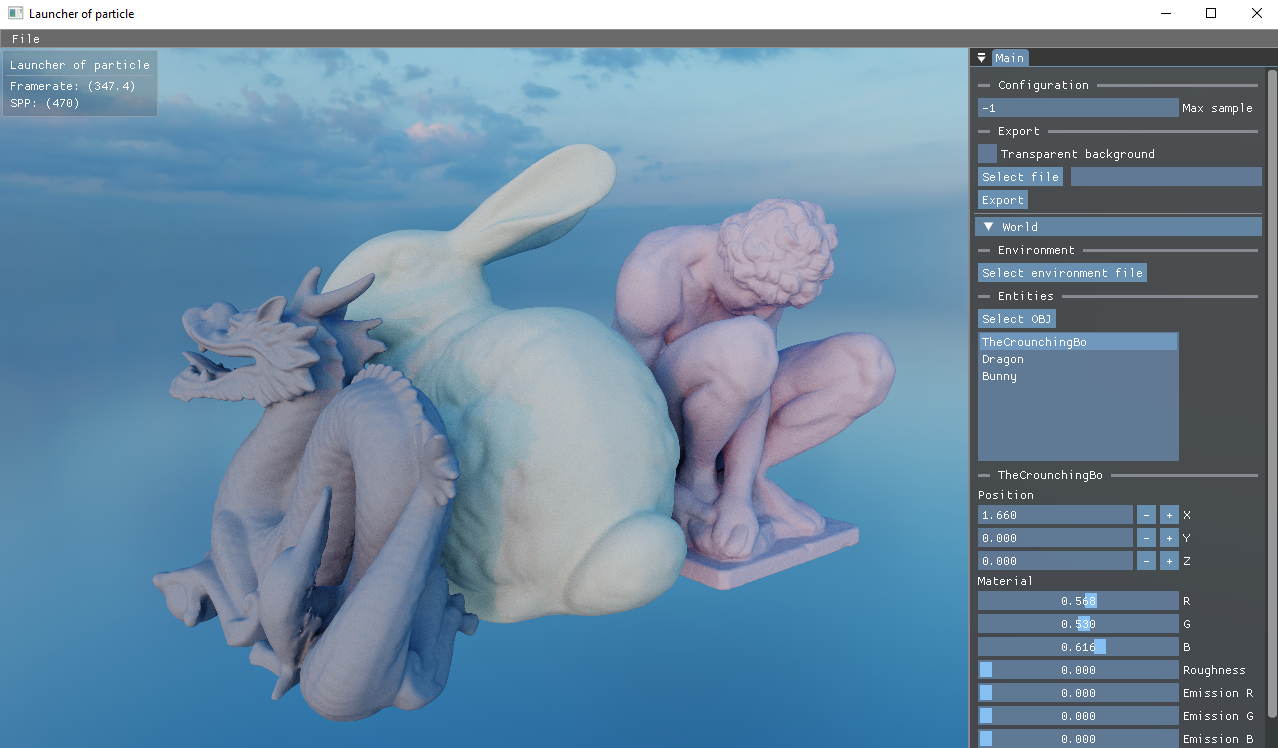 Launcher of particle
File
Launcher of particle
Framerate: (347.4)
SPP: (470)
Main
Configuration
-1 Max sample
Export
Transparent background
Select file
Export
World
Environment
Select environment file
Entities
Select OBJ
TheCrounchingBo
Dragon
Bunny
TheCrounchingBo
Position
1.660 - + X
0.000 - + Y
0.000 - + Z
Material
0.568 R
0.530 G
0.616 B
0.000 Roughness
0.000 Emission R
0.000 Emission G
0.000 Emission B